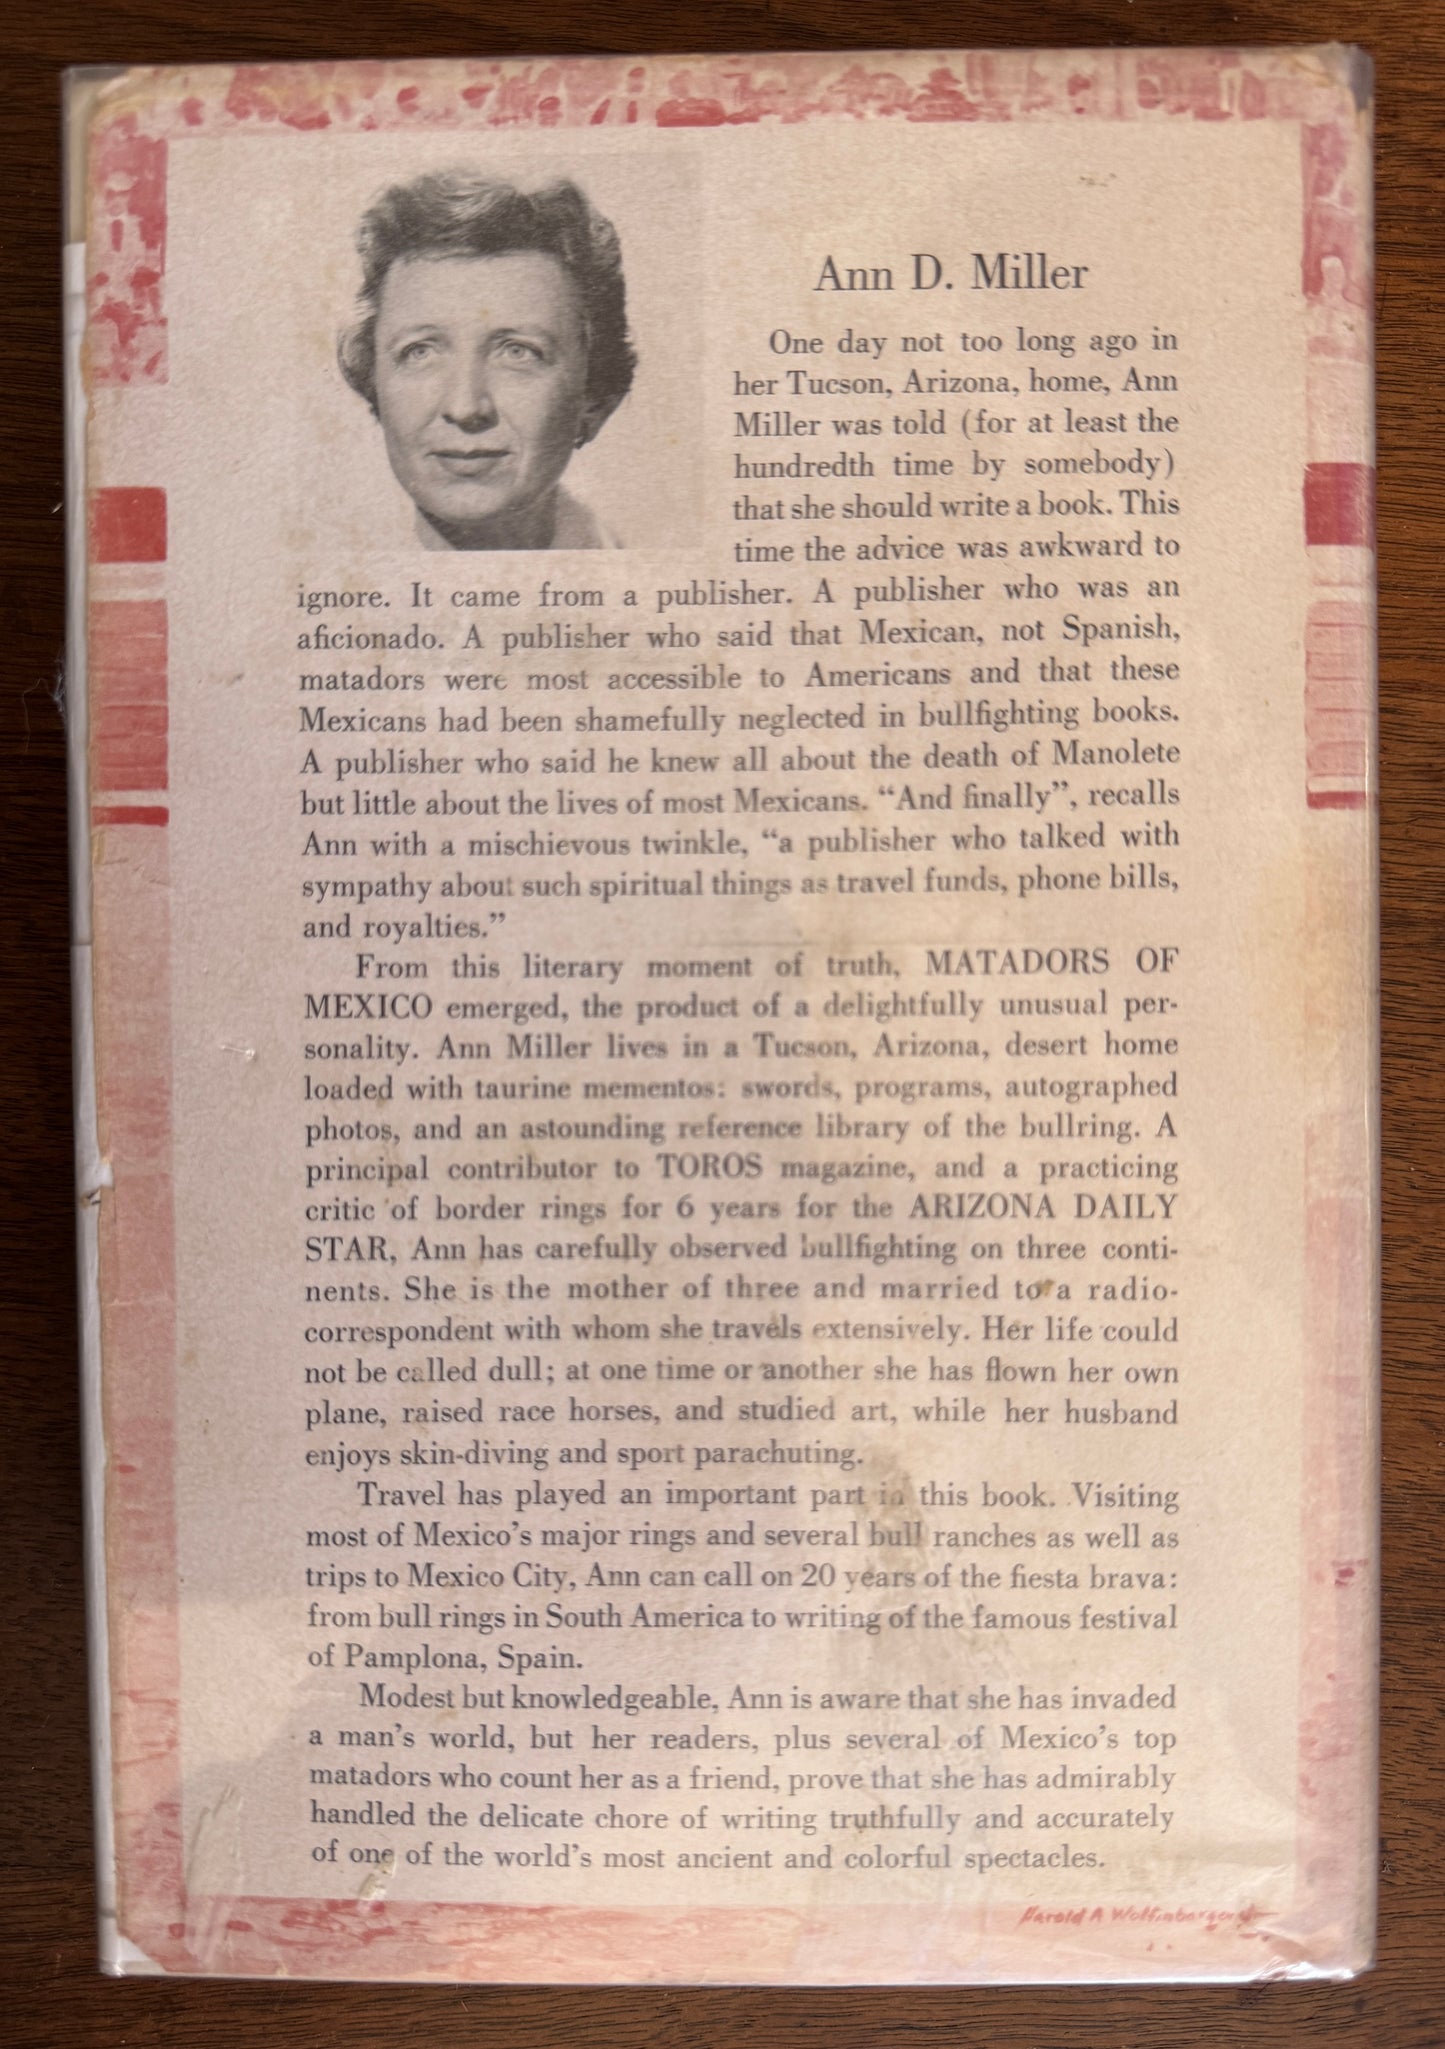 Ann D. Miller
One day not too long ago in
her Tucson, Arizona, home, Ann
Miller was told (for at least the
hundredth time by somebody)
that she should write a book. This
time the advice was awkward to
ignore. It came from a publisher. A publisher who was an
aficionado. A publisher who said that Mexican, not Spanish,
matadors were most accessible to Americans and that these
Mexicans had been shamefully neglected in bullfighting books.
A publisher who said he knew all about the death of Manolete
but little about the lives of most Mexicans. “And finally”, recalls
Ann with a mischievous twinkle, “a publisher who talked with
sympathy about such spiritual things as travel funds, phone bills,
and royalties.”
From this literary moment of truth, MATADORS OF
MEXICO emerged, the product of a delightfully unusual per-
sonality. Ann Miller lives in a Tucson, Arizona, desert home
loaded with taurine mementos: swords, programs, autographed
photos, and an astounding reference library of the bullring. A
principal contributor to TOROS magazine, and a practicing
critic of border rings for 6 years for the ARIZONA DAILY
STAR, Ann has carefully observed bullfighting on three conti-
nents. She is the mother of three and married to a radio-
correspondent with whom she travels extensively. Her life could
not be called dull; at one time or another she has flown her own
plane, raised race horses, and studied art, while her husband
enjoys skin-diving and sport parachuting.
Travel has played an important part in this book. Visiting
most of Mexico’s major rings and several bull ranches as well as
trips to Mexico City, Ann can call on 20 years of the fiesta brava:
from bull rings in South America to writing of the famous festival
of Pamplona, Spain.
Modest but knowledgeable, Ann is aware that she has invaded
a man’s world, but her readers, plus several of Mexico’s top
matadors who count her as a friend, prove that she has admirably
handled the delicate chore of writing truthfully and accurately
of one of the world’s most ancient and colorful spectacles.
Harold A